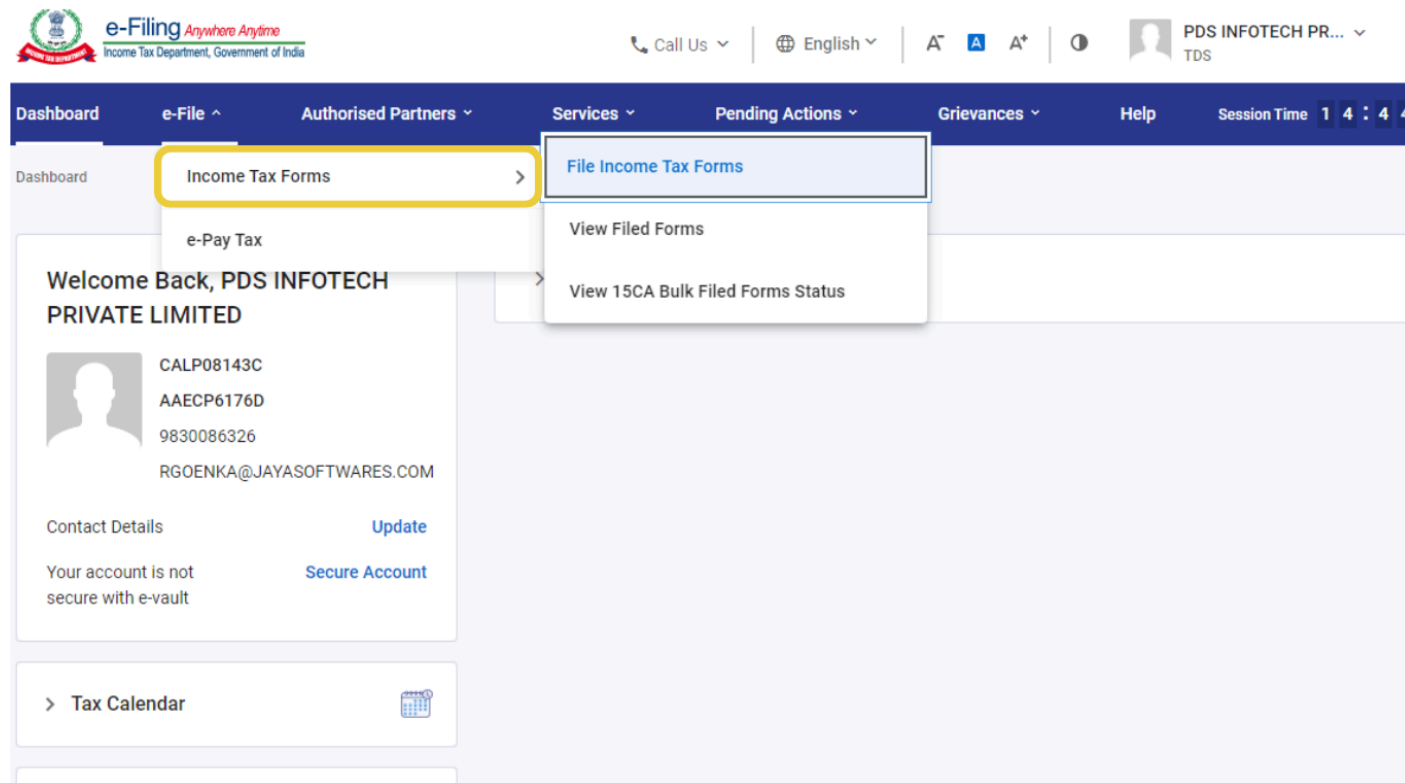 e-Filing Anywhere Anytime
Income Tax Department, Government of India
Call Us
English
A-
A
A+
PDS INFOTECH PR...
TDS
Dashboard
e-File
Authorised Partners
Services
Pending Actions
Grievances
Help
Session Time 1 4 : 4
Dashboard
Income Tax Forms
e-Pay Tax
File Income Tax Forms
View Filed Forms
View 15CA Bulk Filed Forms Status
Welcome Back, PDS INFOTECH
PRIVATE LIMITED
CALP08143C
AAECP6176D
9830086326
RGOENKA@JAYASOFTWARES.COM
Contact Details
Update
Your account is not
secure with e-vault
Secure Account
Tax Calendar